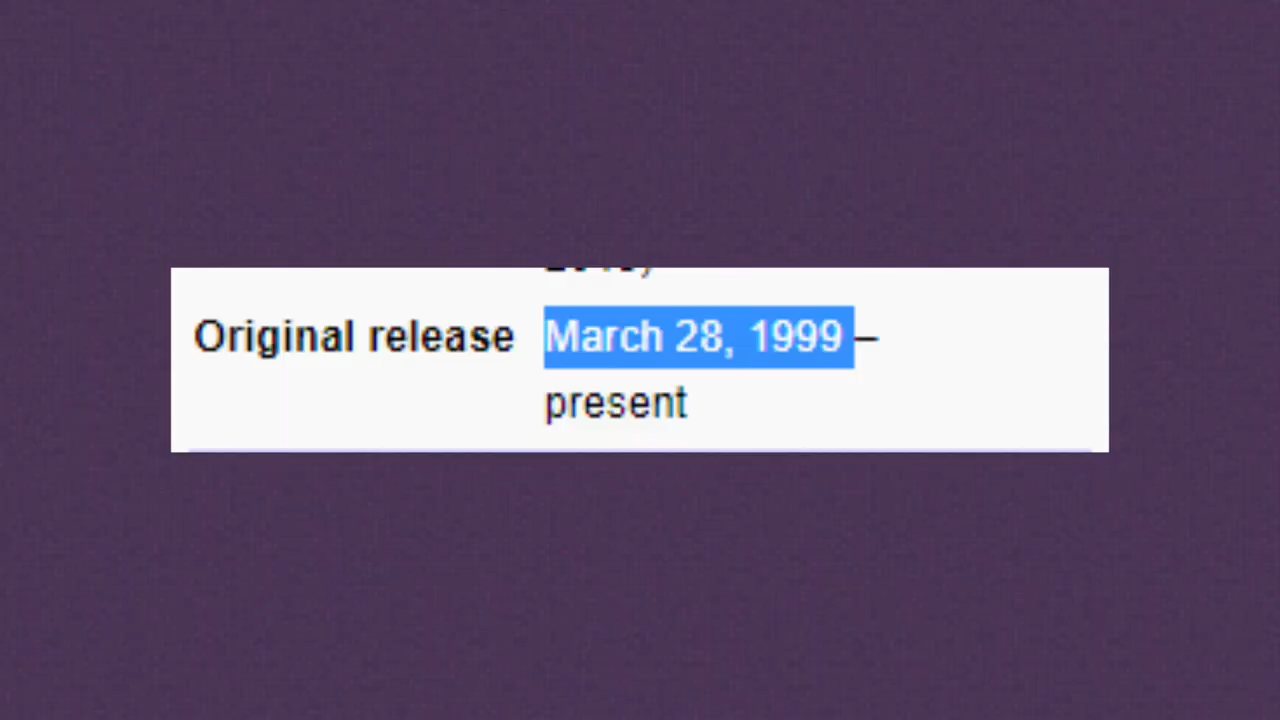 Original release March 28, 1999 –
present